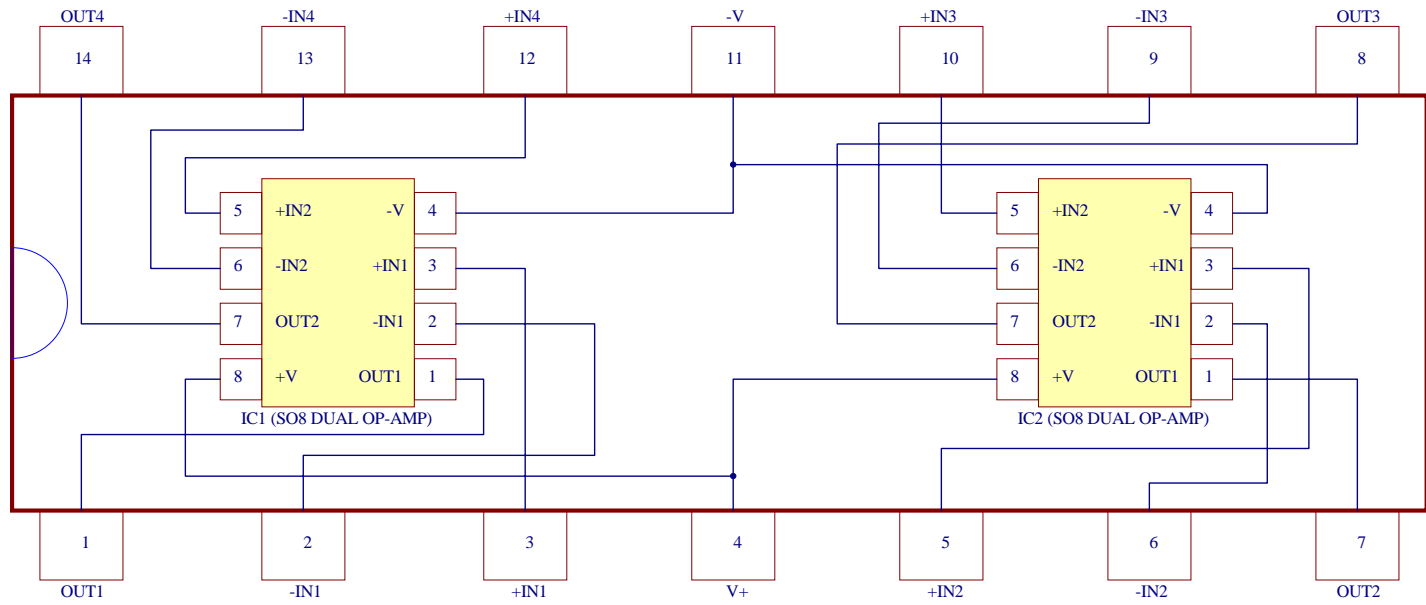 OUT4 -IN4 +IN4 -V +IN3 -IN3 OUT3
14 13 12 11 10 9 8
5 +IN2 -V 4 5 +IN2 -V 4
6 -IN2 +IN1 3 6 -IN2 +IN1 3
7 OUT2 -IN1 2 7 OUT2 -IN1 2
8 +V OUT1 1 8 +V OUT1 1
IC1 (SO8 DUAL OP-AMP) IC2 (SO8 DUAL OP-AMP)
1 2 3 4 5 6 7
OUT1 -IN1 +IN1 V+ +IN2 -IN2 OUT2